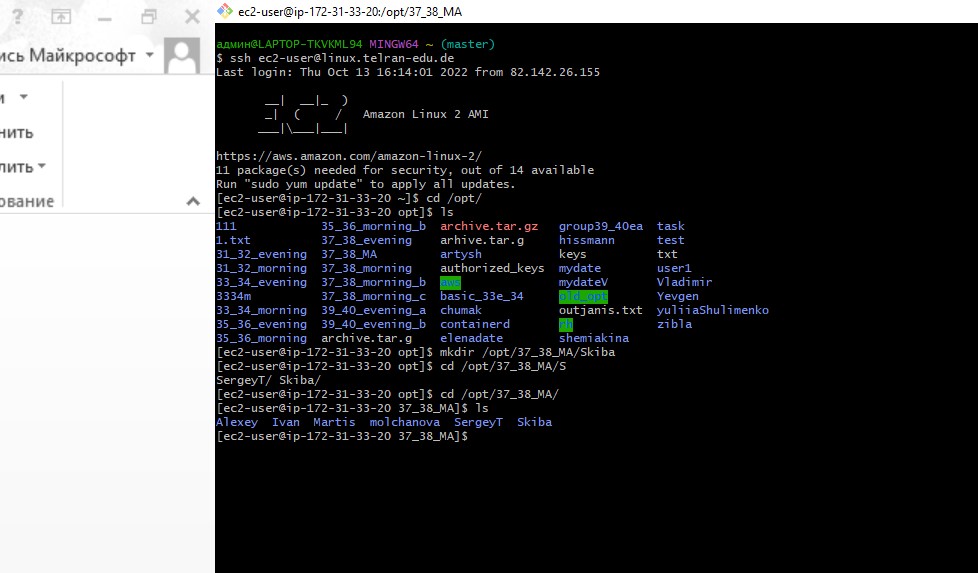 ?
ись Майкрософт
нить
лить
ование
ec2-user@ip-172-31-33-20:/opt/37_38_MA
админ@LAPTOP-TKVKML94 MINGW64 ~ (master)
$ ssh ec2-user@linux.telran-edu.de
Last login: Thu Oct 13 16:14:01 2022 from 82.142.26.155
__|  __|_  )
_|  (     /   Amazon Linux 2 AMI
___|\___|___|
https://aws.amazon.com/amazon-linux-2/
11 package(s) needed for security, out of 14 available
Run "sudo yum update" to apply all updates.
[ec2-user@ip-172-31-33-20 ~]$ cd /opt/
[ec2-user@ip-172-31-33-20 opt]$ ls
111 35_36_morning_b archive.tar.gz group39_40ea task
1.txt 37_38_evening arhive.tar.g hissmann test
31_32_evening 37_38_MA artysh keys txt
31_32_morning 37_38_morning authorized_keys mydate user1
33_34_evening 37_38_morning_b aws mydateV Vladimir
3334m 37_38_morning_c basic_33e_34 old_opt Yevgen
33_34_morning 39_40_evening_a chumak outjanis.txt yuliiaShulimenko
35_36_evening 39_40_evening_b containerd rh zibla
35_36_morning archive.tar.g elenadate shemiakina
[ec2-user@ip-172-31-33-20 opt]$ mkdir /opt/37_38_MA/Skiba
[ec2-user@ip-172-31-33-20 opt]$ cd /opt/37_38_MA/S
SergeyT/ Skiba/
[ec2-user@ip-172-31-33-20 opt]$ cd /opt/37_38_MA/
[ec2-user@ip-172-31-33-20 37_38_MA]$ ls
Alexey Ivan Martis molchanova SergeyT Skiba
[ec2-user@ip-172-31-33-20 37_38_MA]$